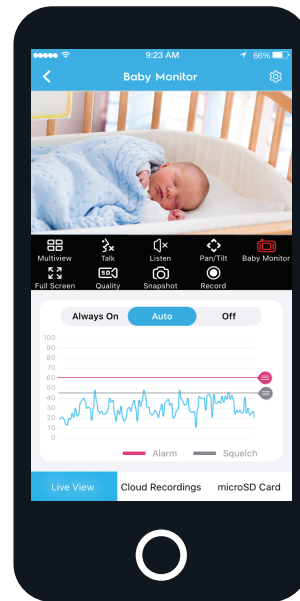 9:23 AM
66%
Baby Monitor
Multiview Talk Listen Pan/Tilt Baby Monitor
SD
Full Screen Quality Snapshot Record
Always On Auto Off
100
90
80
70
60
50
40
30
20
10
0
Alarm Squelch
Live View Cloud Recordings microSD Card